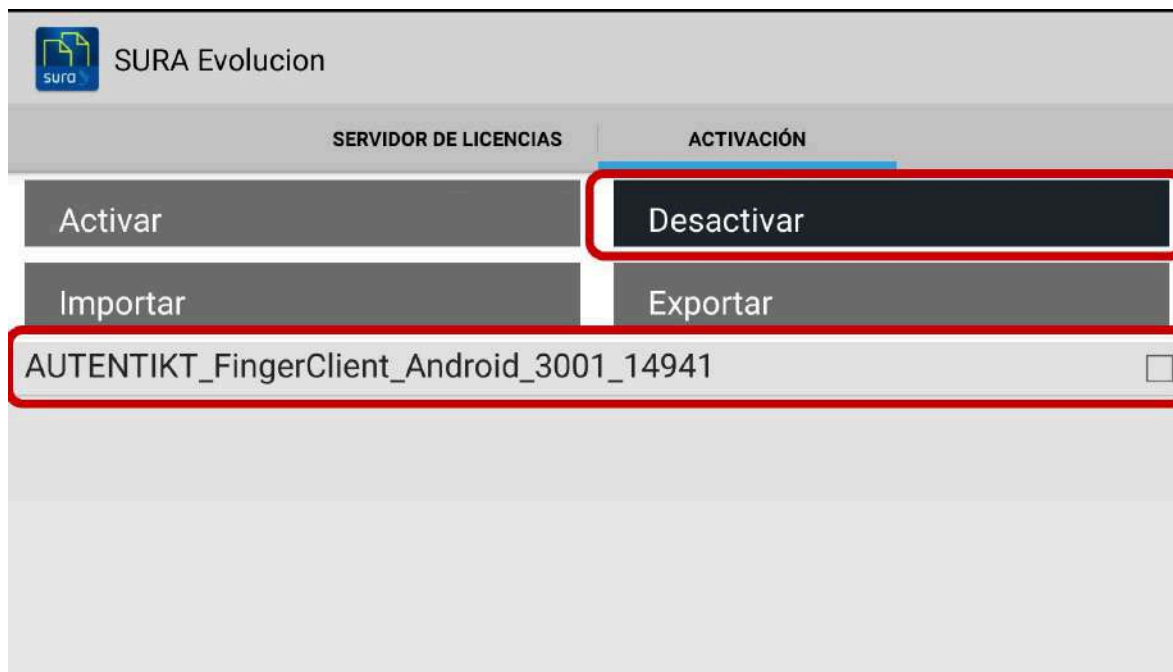 sura
SURA Evolucion
SERVIDOR DE LICENCIAS
ACTIVACIÓN
Activar
Desactivar
Importar
Exportar
AUTENTIKT_FingerClient_Android_3001_14941